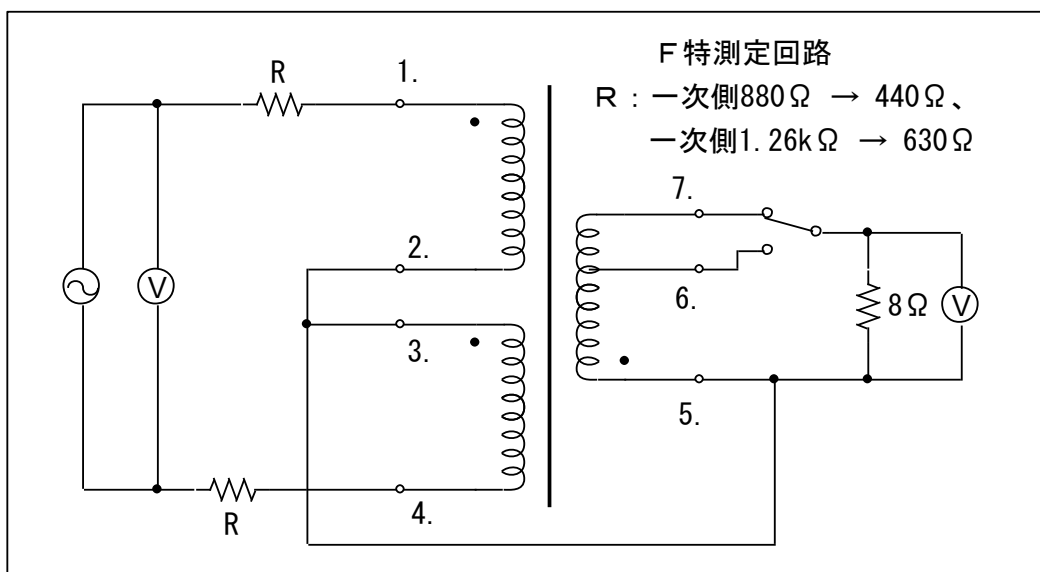 F特測定回路
R:一次側880Ω → 440Ω、
一次側1.26kΩ → 630Ω
R
1.
2.
3.
4.
R
V
7.
6.
5.
8Ω
V